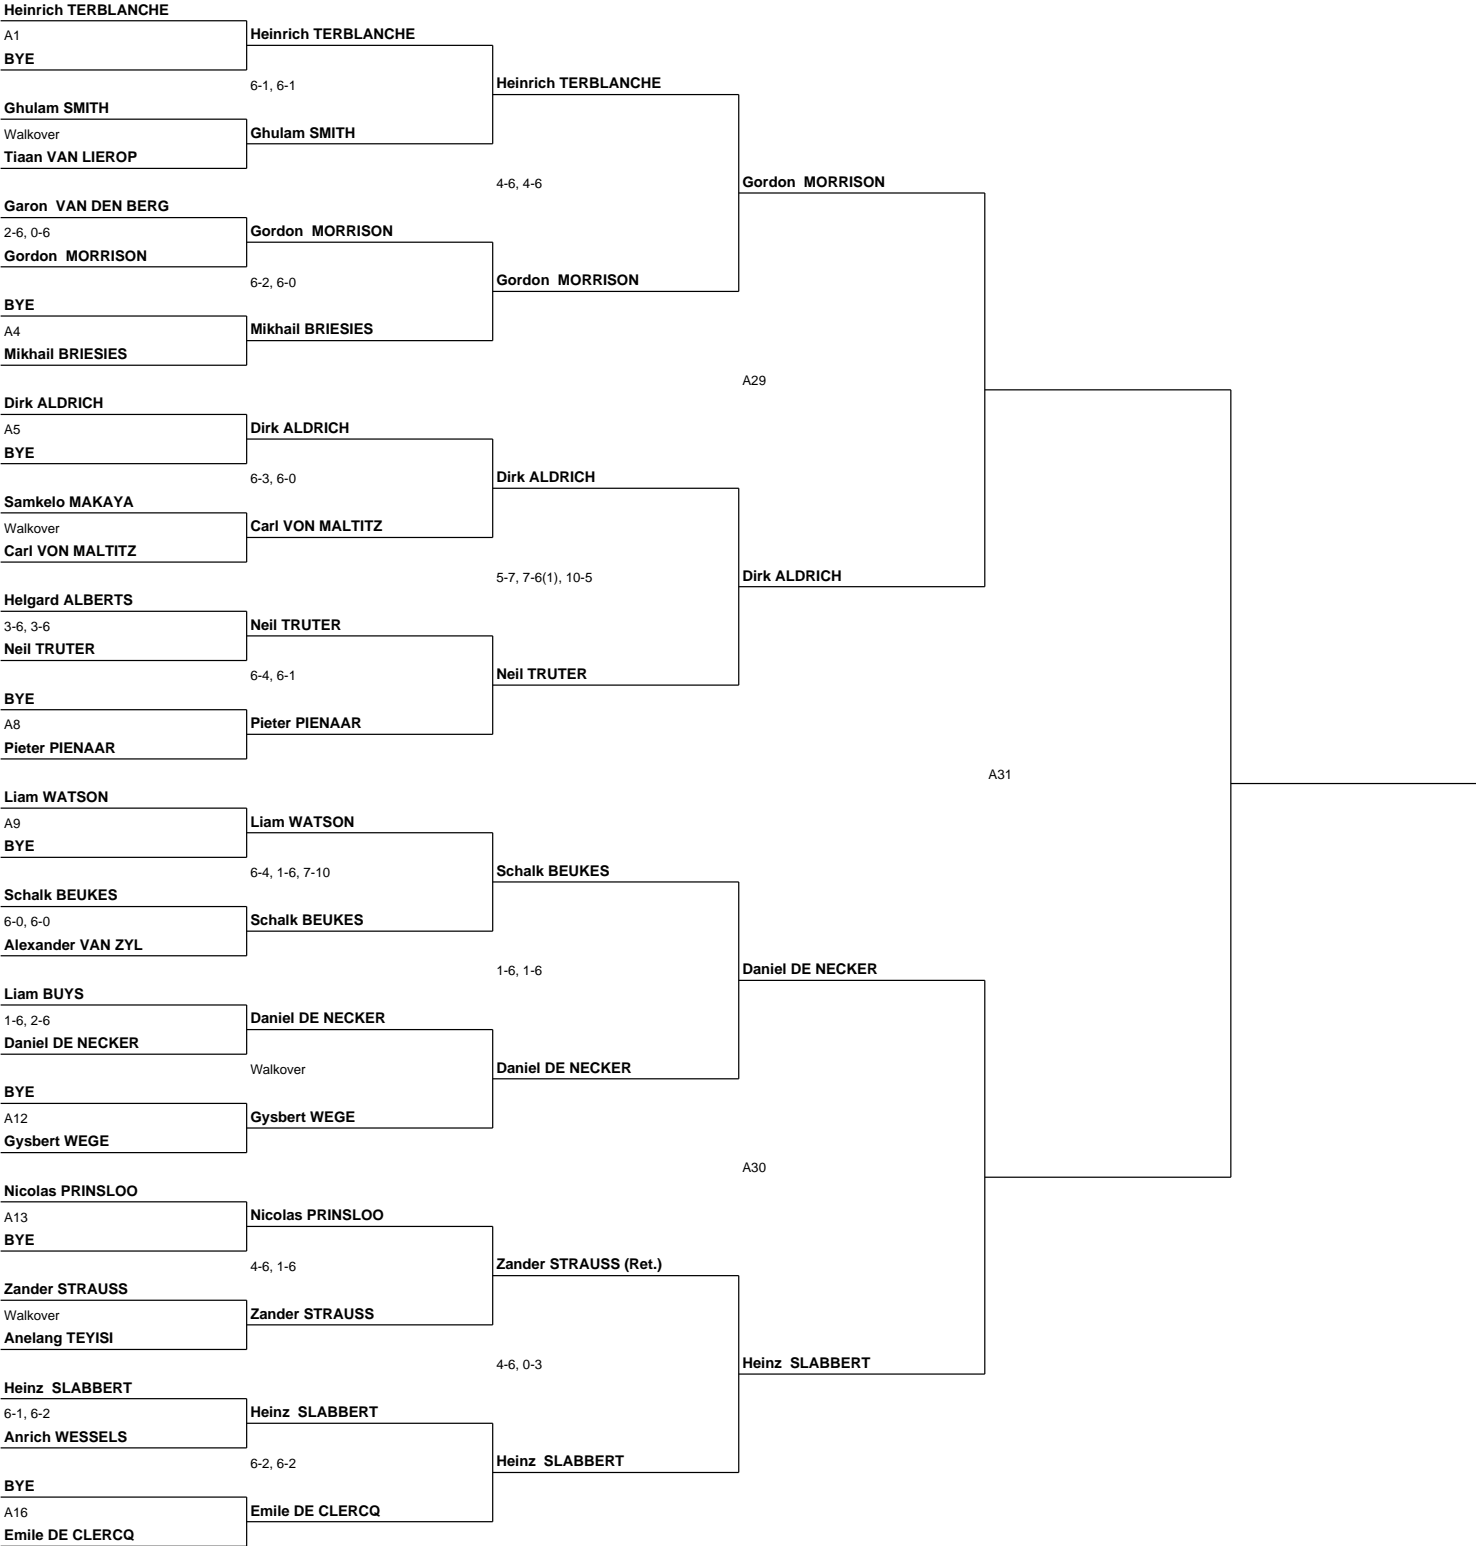 Heinrich TERBLANCHE
A1
BYE
Heinrich TERBLANCHE
6-1, 6-1
Heinrich TERBLANCHE
Ghulam SMITH
Walkover
Tiaan VAN LIEROP
Ghulam SMITH
4-6, 4-6
Gordon MORRISON
Garon VAN DEN BERG
2-6, 0-6
Gordon MORRISON
Gordon MORRISON
6-2, 6-0
Gordon MORRISON
BYE
A4
Mikhail BRIESIES
Mikhail BRIESIES
A29
Dirk ALDRICH
A5
BYE
Dirk ALDRICH
6-3, 6-0
Dirk ALDRICH
Samkelo MAKAYA
Walkover
Carl VON MALTITZ
Carl VON MALTITZ
5-7, 7-6(1), 10-5
Dirk ALDRICH
Helgard ALBERTS
3-6, 3-6
Neil TRUTER
Neil TRUTER
6-4, 6-1
Neil TRUTER
BYE
A8
Pieter PIENAAR
Pieter PIENAAR
A31
Liam WATSON
A9
BYE
Liam WATSON
6-4, 1-6, 7-10
Schalk BEUKES
Schalk BEUKES
6-0, 6-0
Alexander VAN ZYL
Schalk BEUKES
1-6, 1-6
Daniel DE NECKER
Liam BUYS
1-6, 2-6
Daniel DE NECKER
Daniel DE NECKER
Walkover
Daniel DE NECKER
BYE
A12
Gysbert WEGE
Gysbert WEGE
A30
Nicolas PRINSLOO
A13
BYE
Nicolas PRINSLOO
4-6, 1-6
Zander STRAUSS (Ret.)
Zander STRAUSS
Walkover
Anelang TEYISI
Zander STRAUSS
4-6, 0-3
Heinz SLABBERT
Heinz SLABBERT
6-1, 6-2
Anrich WESSELS
Heinz SLABBERT
6-2, 6-2
Heinz SLABBERT
BYE
A16
Emile DE CLERCQ
Emile DE CLERCQ